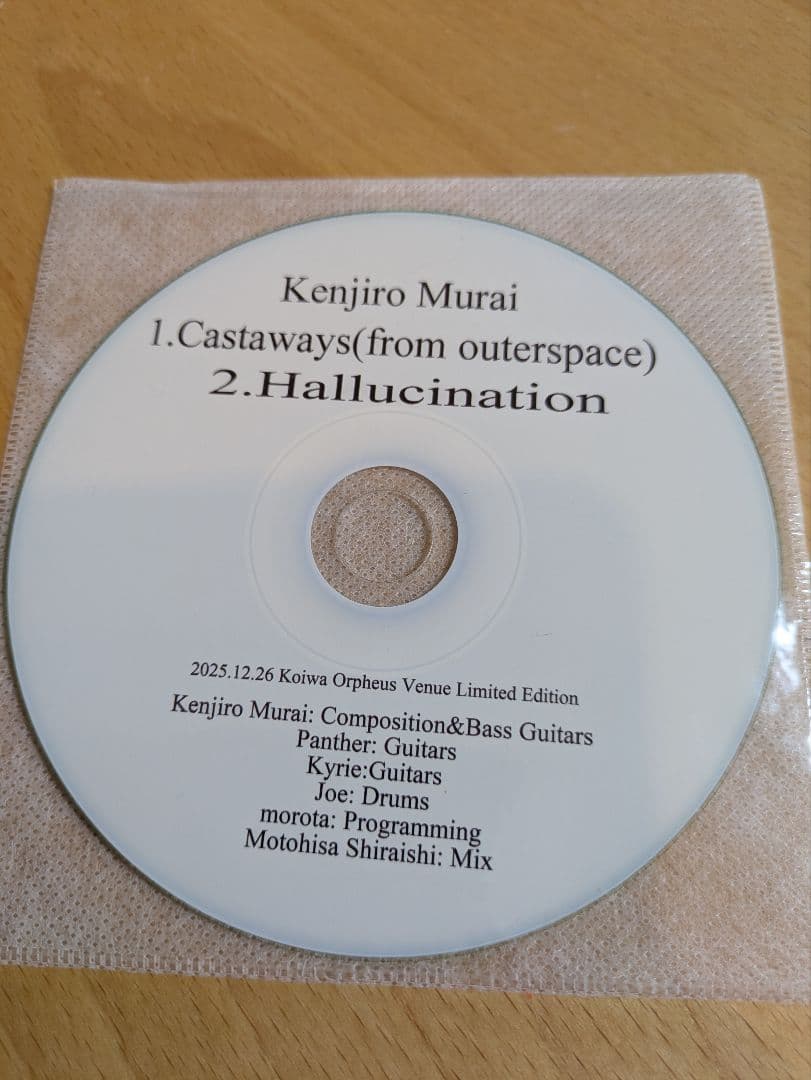 Kenjiro Murai
1.Castaways(from outerspace)
2.Hallucination
2025.12.26 Koiwa Orpheus Venue Limited Edition
Kenjiro Murai: Composition&Bass Guitars
Panther: Guitars
Kyrie:Guitars
Joe: Drums
morota: Programming
Motohisa Shiraishi: Mix